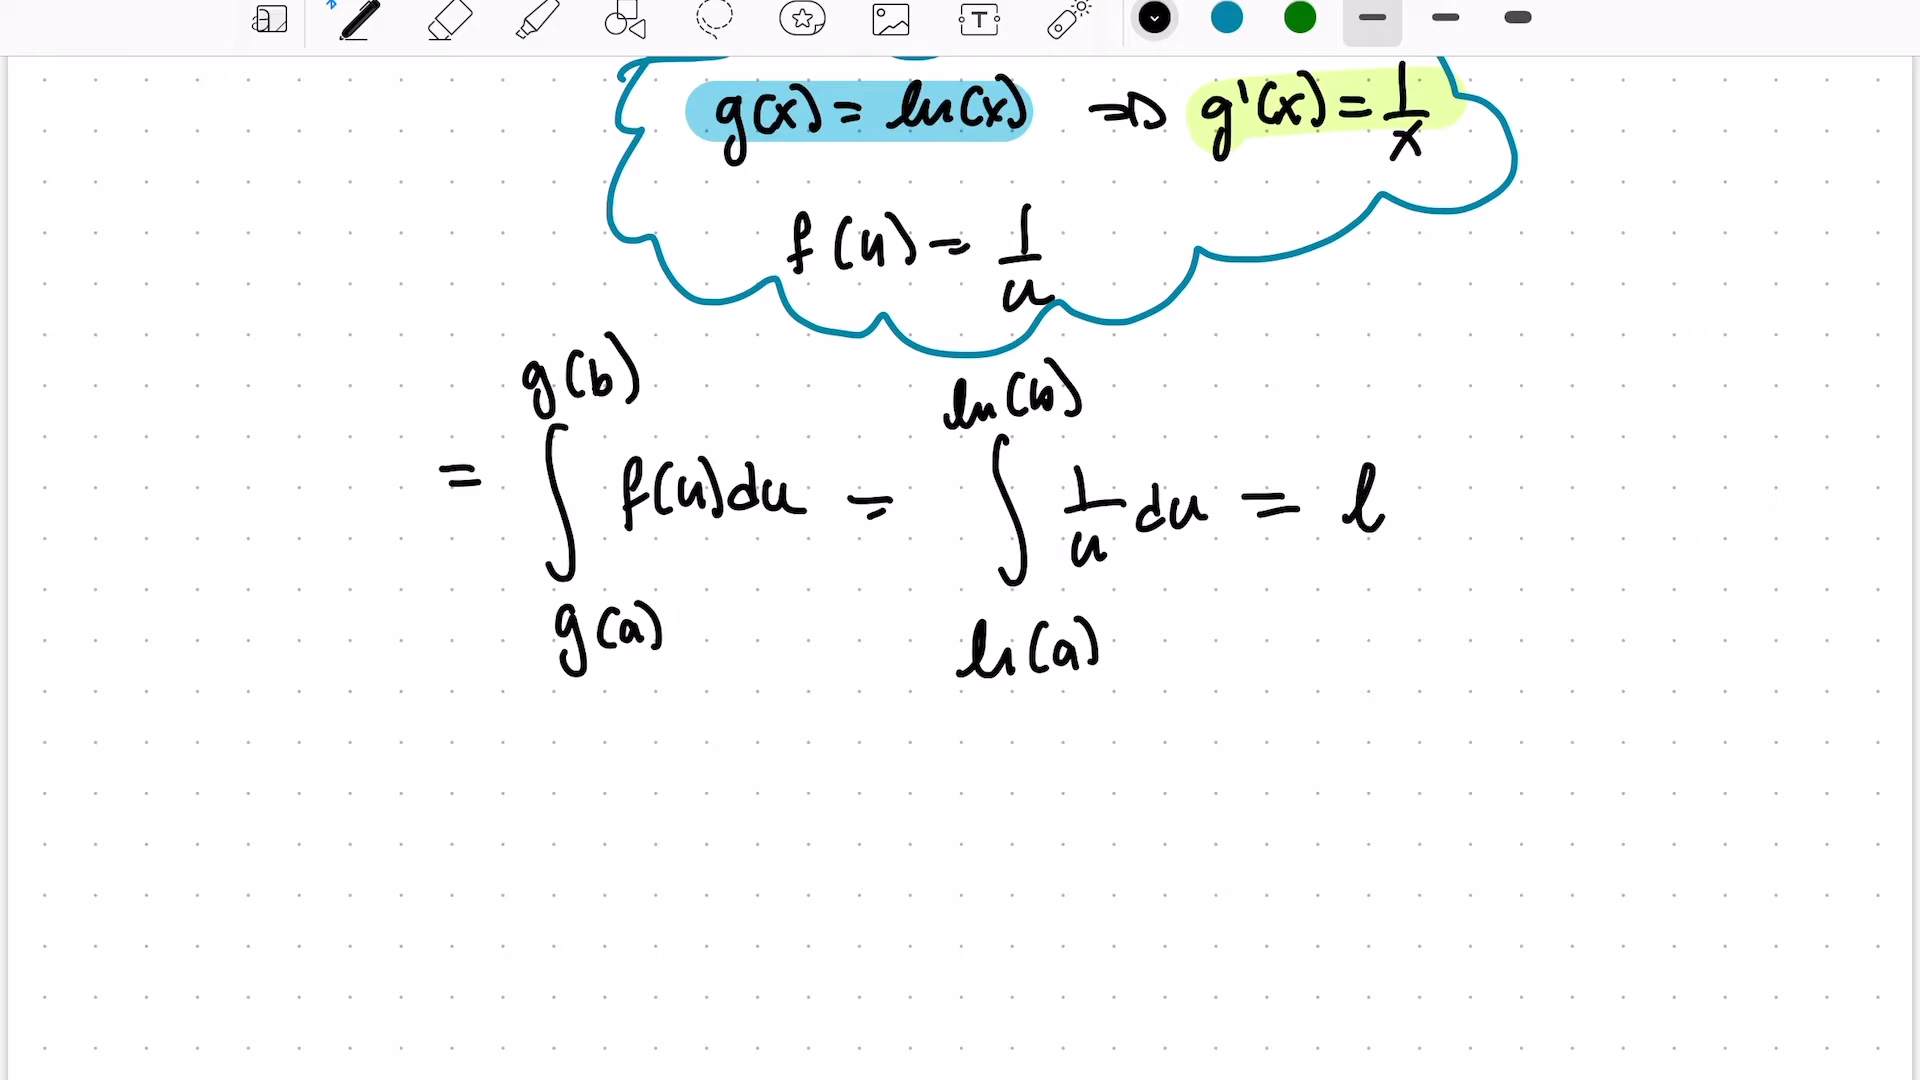 g(x) = ln(x) ⇒ g'(x) = 1/x
f(u) = 1/u
g(b) ln(b)
= ∫ f(u)du = ∫ 1/u du = l
g(a) ln(a)